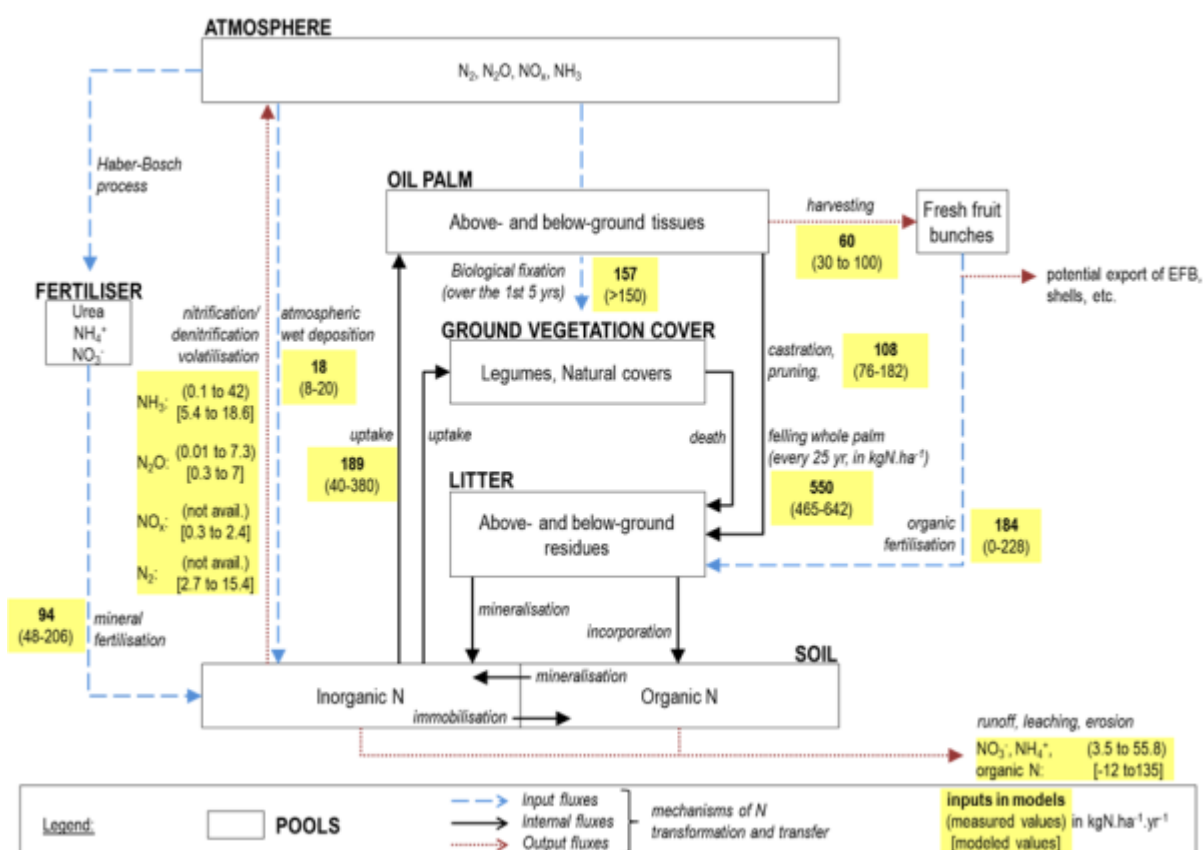 ATMOSPHERE
N₂, N₂O, NOₓ, NH₃
Haber-Bosch
process
OIL PALM
Above- and below-ground tissues
harvesting
60
(30 to 100)
Fresh fruit
bunches
potential export of EFB,
shells, etc.
Biological fixation
(over the 1st 5 yrs)
157
(>150)
FERTILISER
Urea
NH₄⁺
NO₃⁻
nitrification/
denitrification
volatilisation
atmospheric
wet deposition
18
(8-20)
GROUND VEGETATION COVER
Legumes, Natural covers
castration,
pruning,
108
(76-182)
NH₃: (0.1 to 42)
[5.4 to 18.6]
N₂O: (0.01 to 7.3)
[0.3 to 7]
NOₓ: (not avail.)
[0.3 to 2.4]
N₂: (not avail.)
[2.7 to 15.4]
uptake
189
(40-380)
uptake
death
felling whole palm
(every 25 yr, in kgN.ha⁻¹)
550
(465-642)
LITTER
Above- and below-ground
residues
organic
fertilisation
184
(0-228)
94
(48-206)
mineral
fertilisation
mineralisation
incorporation
SOIL
Inorganic N
mineralisation
immobilisation
Organic N
runoff, leaching, erosion
NO₃⁻, NH₄⁺, (3.5 to 55.8)
organic N: [-12 to135]
Legend:
POOLS
Input fluxes
Internal fluxes
Output fluxes
mechanisms of N
transformation and transfer
inputs in models
(measured values) in kgN.ha⁻¹.yr⁻¹
[modeled values]